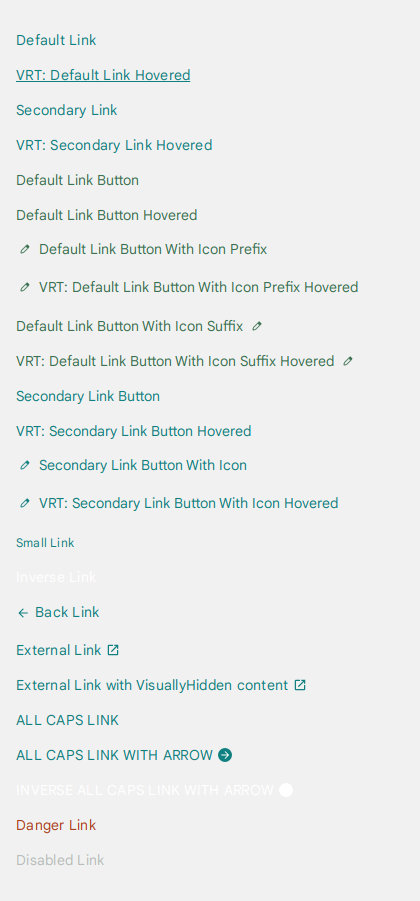 Default Link
VRT: Default Link Hovered
Secondary Link
VRT: Secondary Link Hovered
Default Link Button
Default Link Button Hovered
Default Link Button With Icon Prefix
VRT: Default Link Button With Icon Prefix Hovered
Default Link Button With Icon Suffix
VRT: Default Link Button With Icon Suffix Hovered
Secondary Link Button
VRT: Secondary Link Button Hovered
Secondary Link Button With Icon
VRT: Secondary Link Button With Icon Hovered
Small Link
Inverse Link
Back Link
External Link
External Link with VisuallyHidden content
ALL CAPS LINK
ALL CAPS LINK WITH ARROW
INVERSE ALL CAPS LINK WITH ARROW
Danger Link
Disabled Link